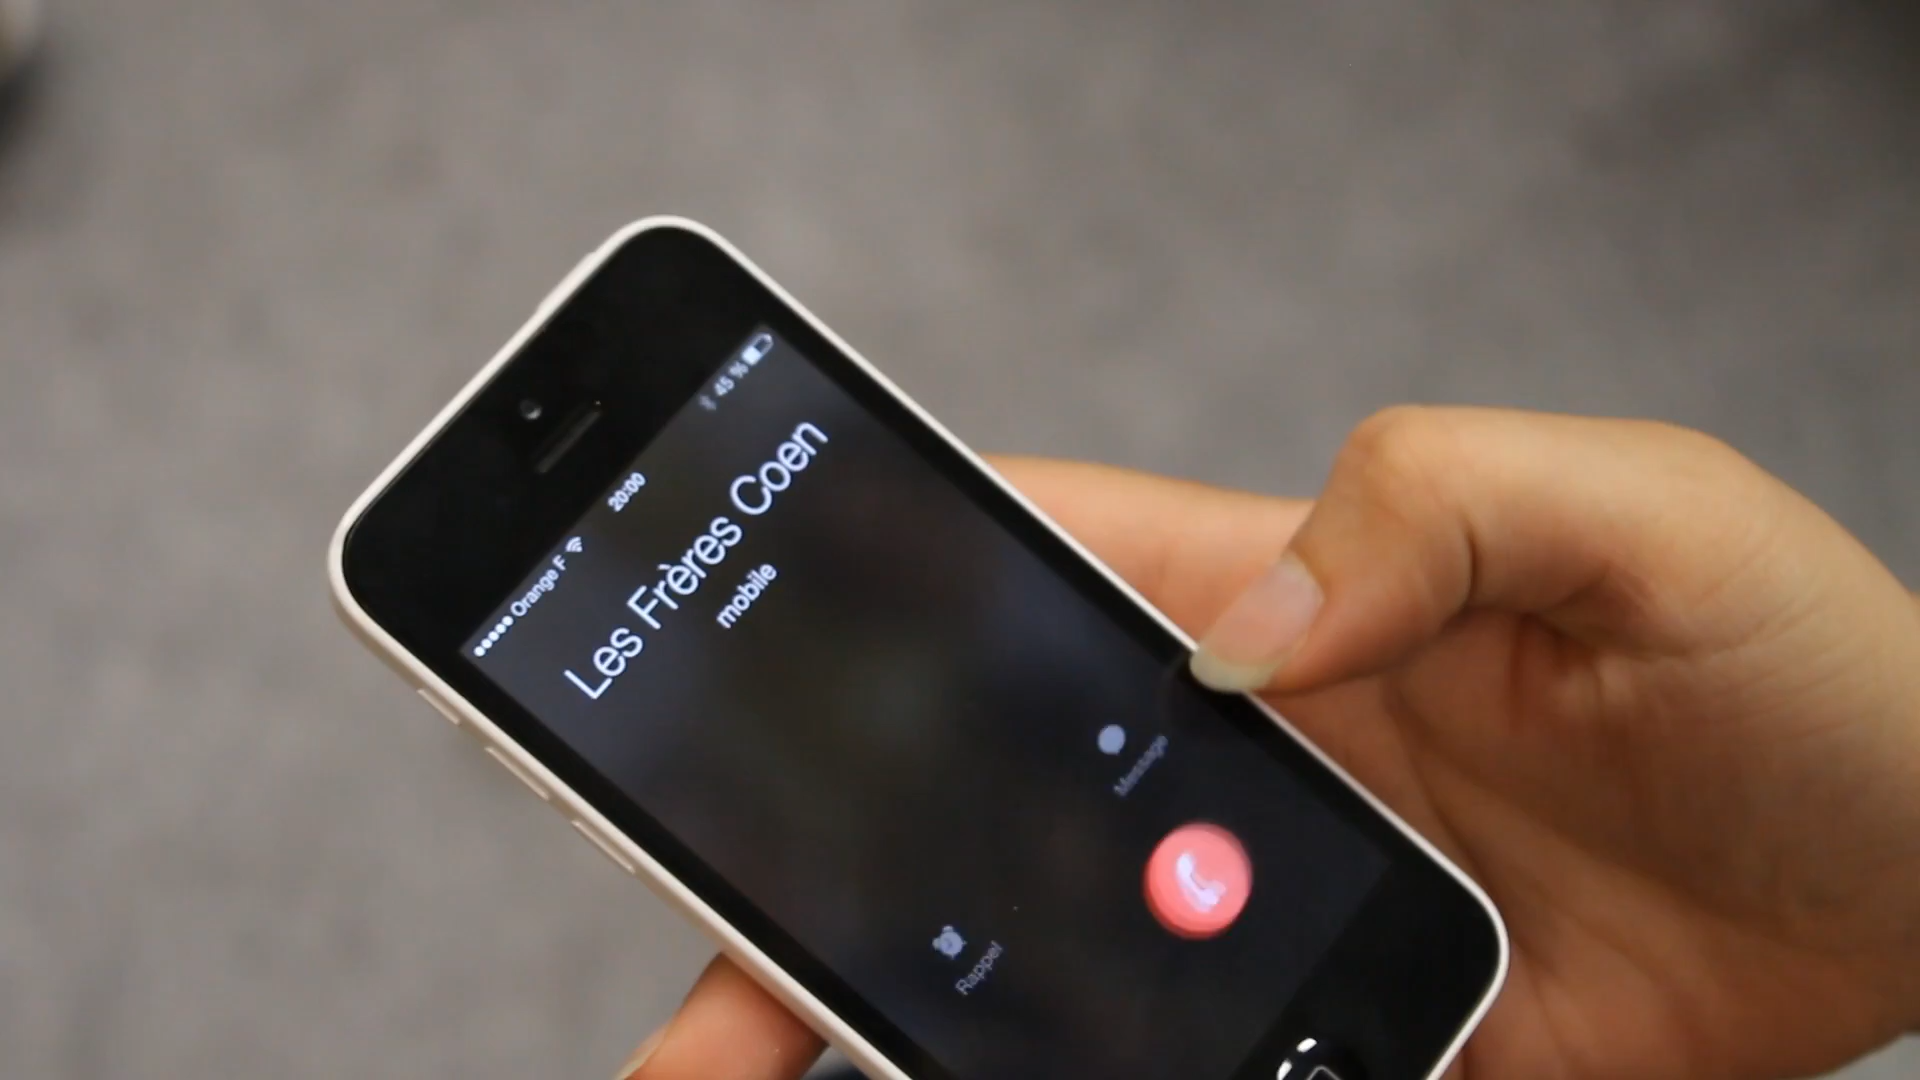 ●●●●● Orange F 20:00 45 %
Les Frères Coen
mobile
Rappel
Message